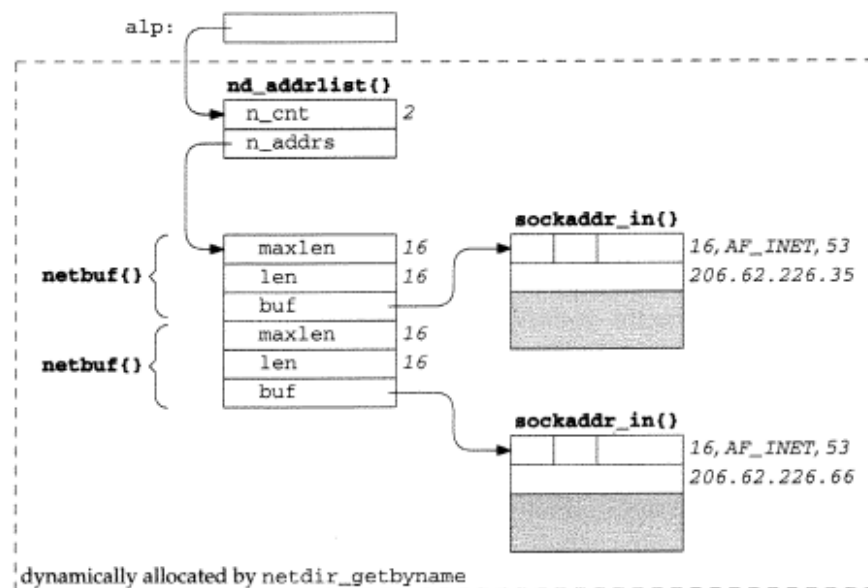 alp:
nd_addrlist{}
n_cnt 2
n_addrs
sockaddr_in{}
maxlen 16
16, AF_INET, 53
netbuf{}
len 16
206.62.226.35
buf
maxlen 16
netbuf{}
len 16
buf
sockaddr_in{}
16, AF_INET, 53
206.62.226.66
dynamically allocated by netdir_getbyname